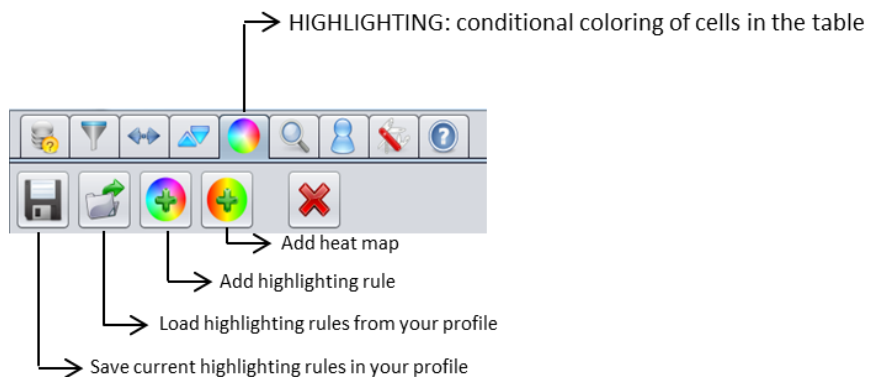 HIGHLIGHTING: conditional coloring of cells in the table
Add heat map
Add highlighting rule
Load highlighting rules from your profile
Save current highlighting rules in your profile